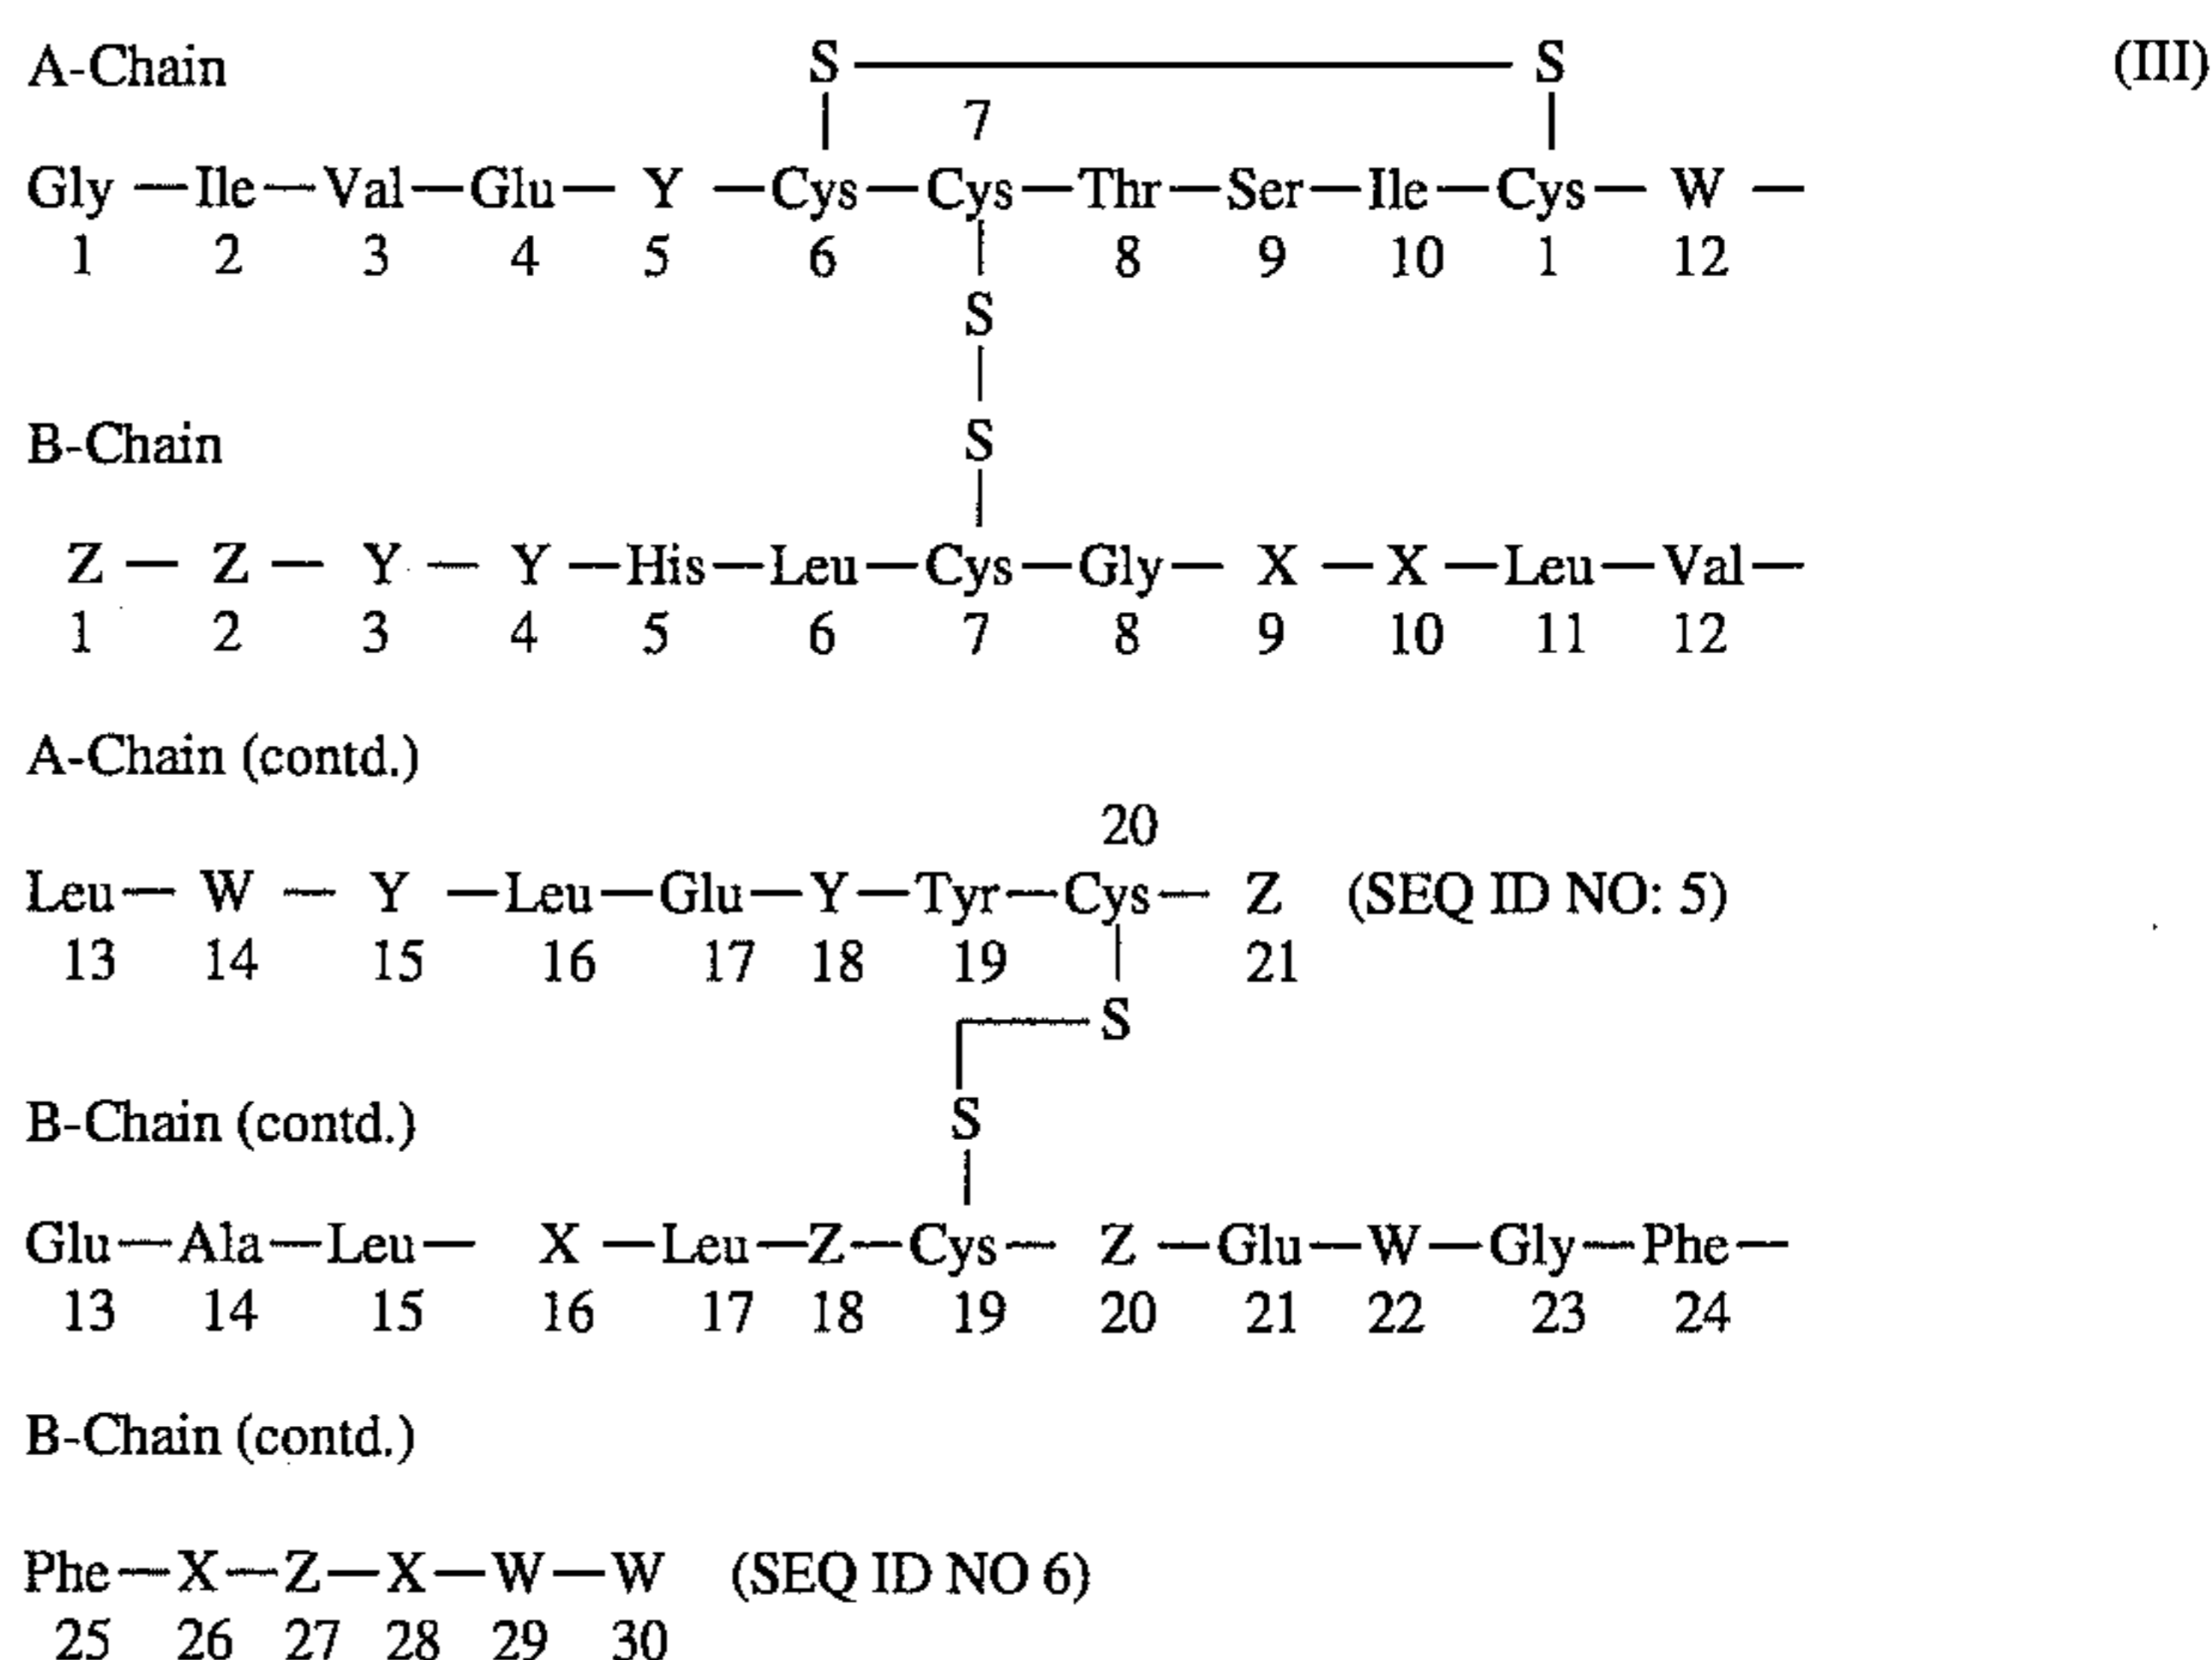 A-Chain S S (III)
7
Gly — Ile — Val — Glu — Y — Cys — Cys — Thr — Ser — Ile — Cys — W —
1 2 3 4 5 6 8 9 10 1 12
S
B-Chain S
Z — Z — Y — Y — His — Leu — Cys — Gly — X — X — Leu — Val —
1 2 3 4 5 6 7 8 9 10 11 12
A-Chain (contd.)
20
Leu — W — Y — Leu — Glu — Y — Tyr — Cys — Z (SEQ ID NO: 5)
13 14 15 16 17 18 19 21
S
B-Chain (contd.) S
Glu — Ala — Leu — X — Leu — Z — Cys — Z — Glu — W — Gly — Phe —
13 14 15 16 17 18 19 20 21 22 23 24
B-Chain (contd.)
Phe — X — Z — X — W — W (SEQ ID NO 6)
25 26 27 28 29 30